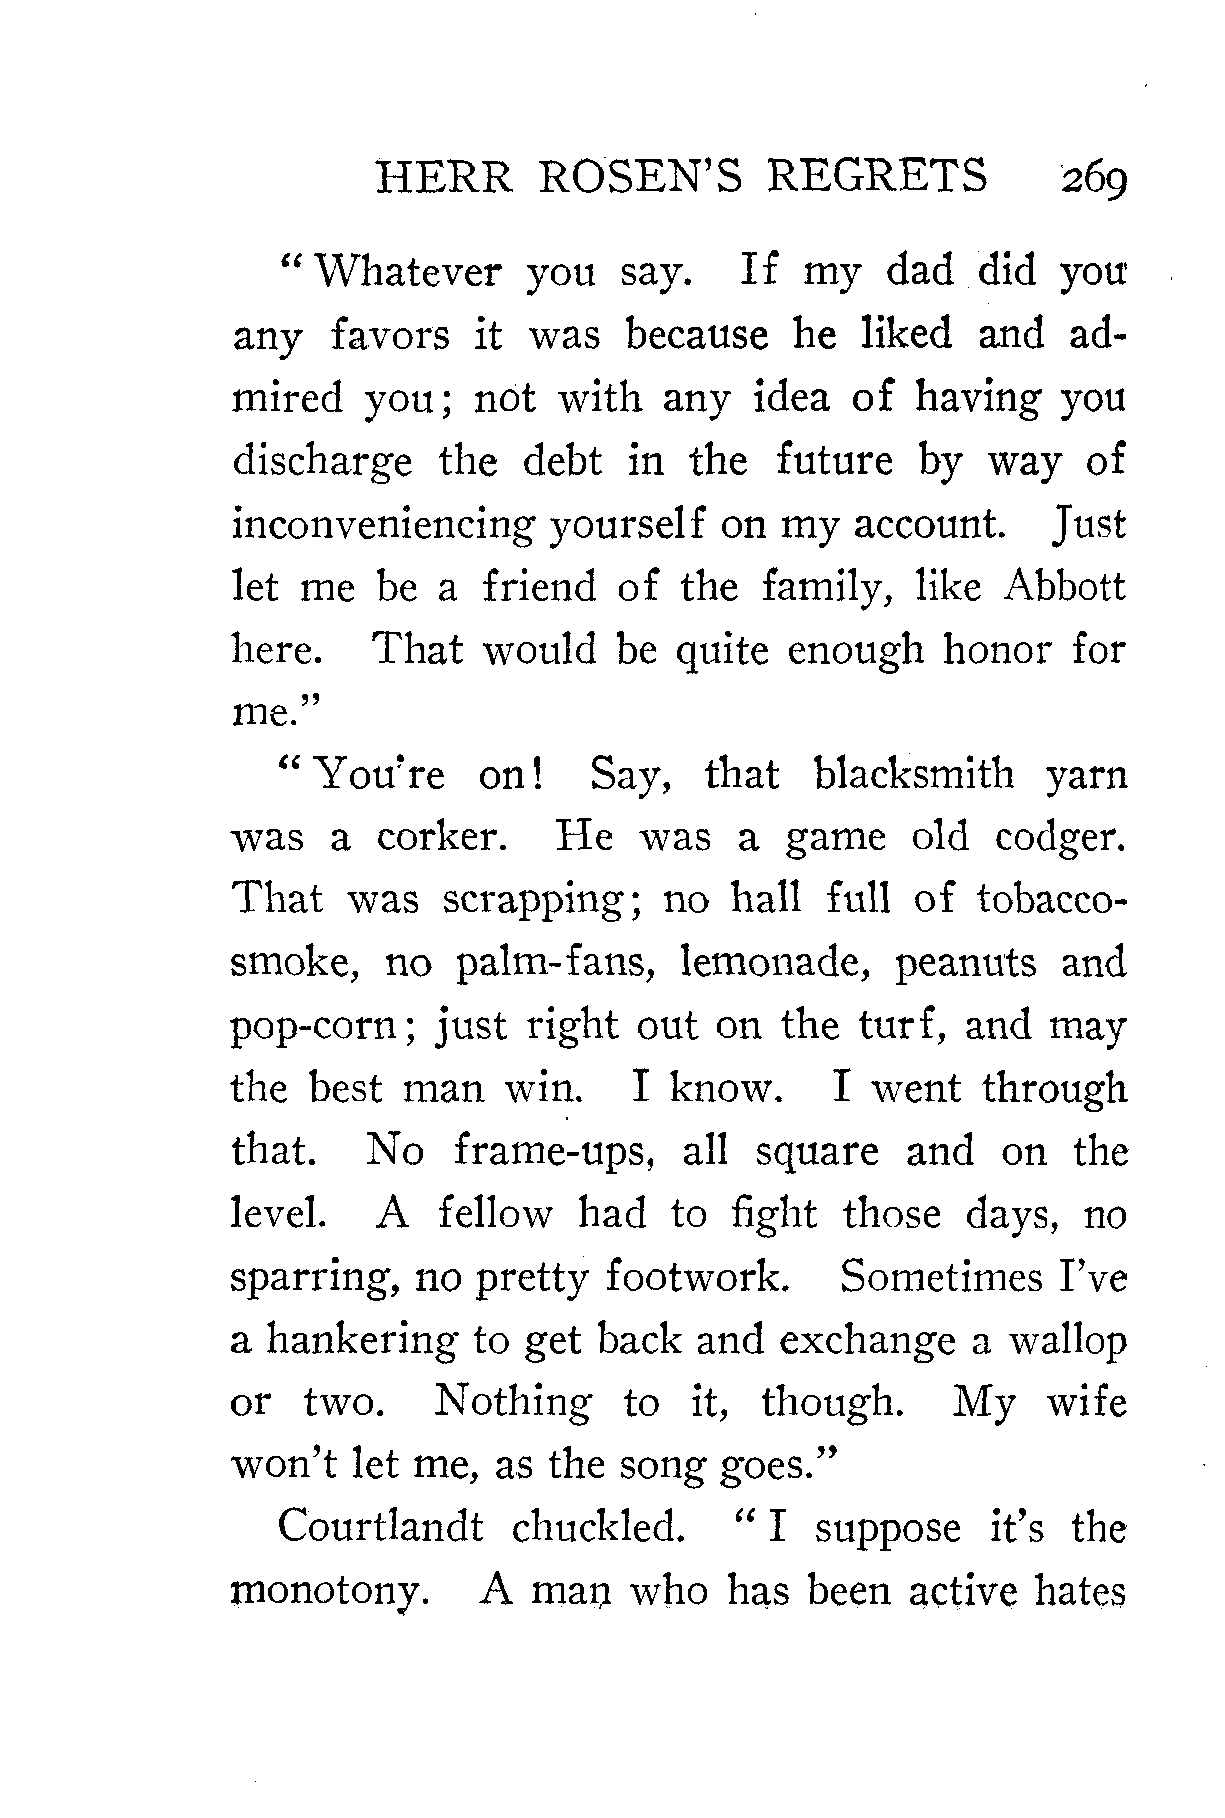 HERR ROSEN'S REGRETS 269
" Whatever you say. If my dad did you
any favors it was because he liked and ad-
mired you; not with any idea of having you
discharge the debt in the future by way of
inconveniencing yourself on my account. Just
let me be a friend of the family, like Abbott
here. That would be quite enough honor for
me."
" You're on! Say, that blacksmith yarn
was a corker. He was a game old codger.
That was scrapping; no hall full of tobacco-
smoke, no palm-fans, lemonade, peanuts and
pop-corn; just right out on the turf, and may
the best man win. I know. I went through
that. No frame-ups, all square and on the
level. A fellow had to fight those days, no
sparring, no pretty footwork. Sometimes I've
a hankering to get back and exchange a wallop
or two. Nothing to it, though. My wife
won't let me, as the song goes."
Courtlandt chuckled. " I suppose it's the
monotony. A man who has been active hates